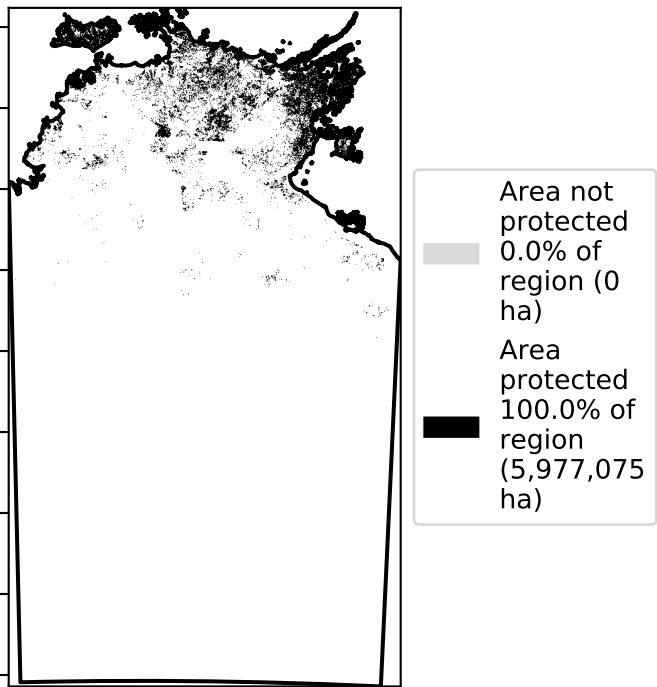 Area not
protected
0.0% of
region (0
ha)
Area
protected
100.0% of
region
(5,977,075
ha)